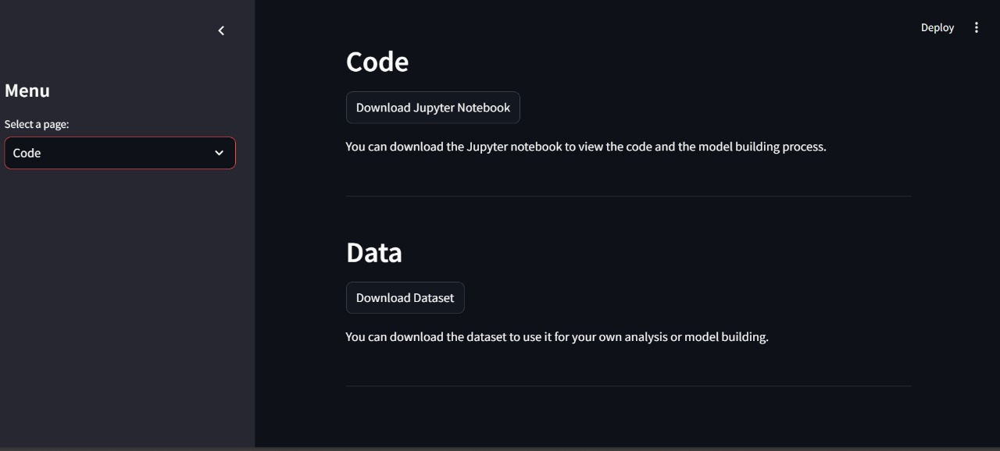 Deploy
Menu
Select a page:
Code
Code
Download Jupyter Notebook
You can download the Jupyter notebook to view the code and the model building process.
Data
Download Dataset
You can download the dataset to use it for your own analysis or model building.